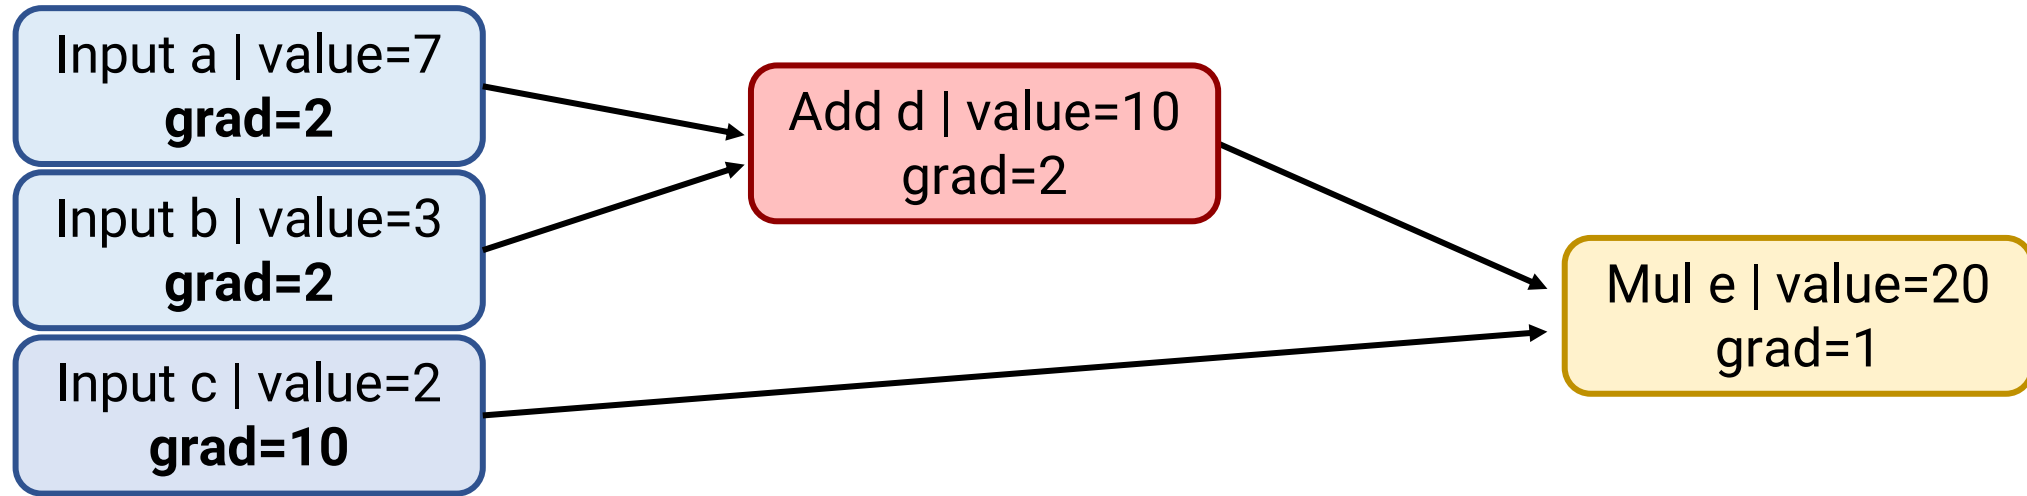 Input a | value=7
grad=2
Input b | value=3
grad=2
Input c | value=2
grad=10
Add d | value=10
grad=2
Mul e | value=20
grad=1